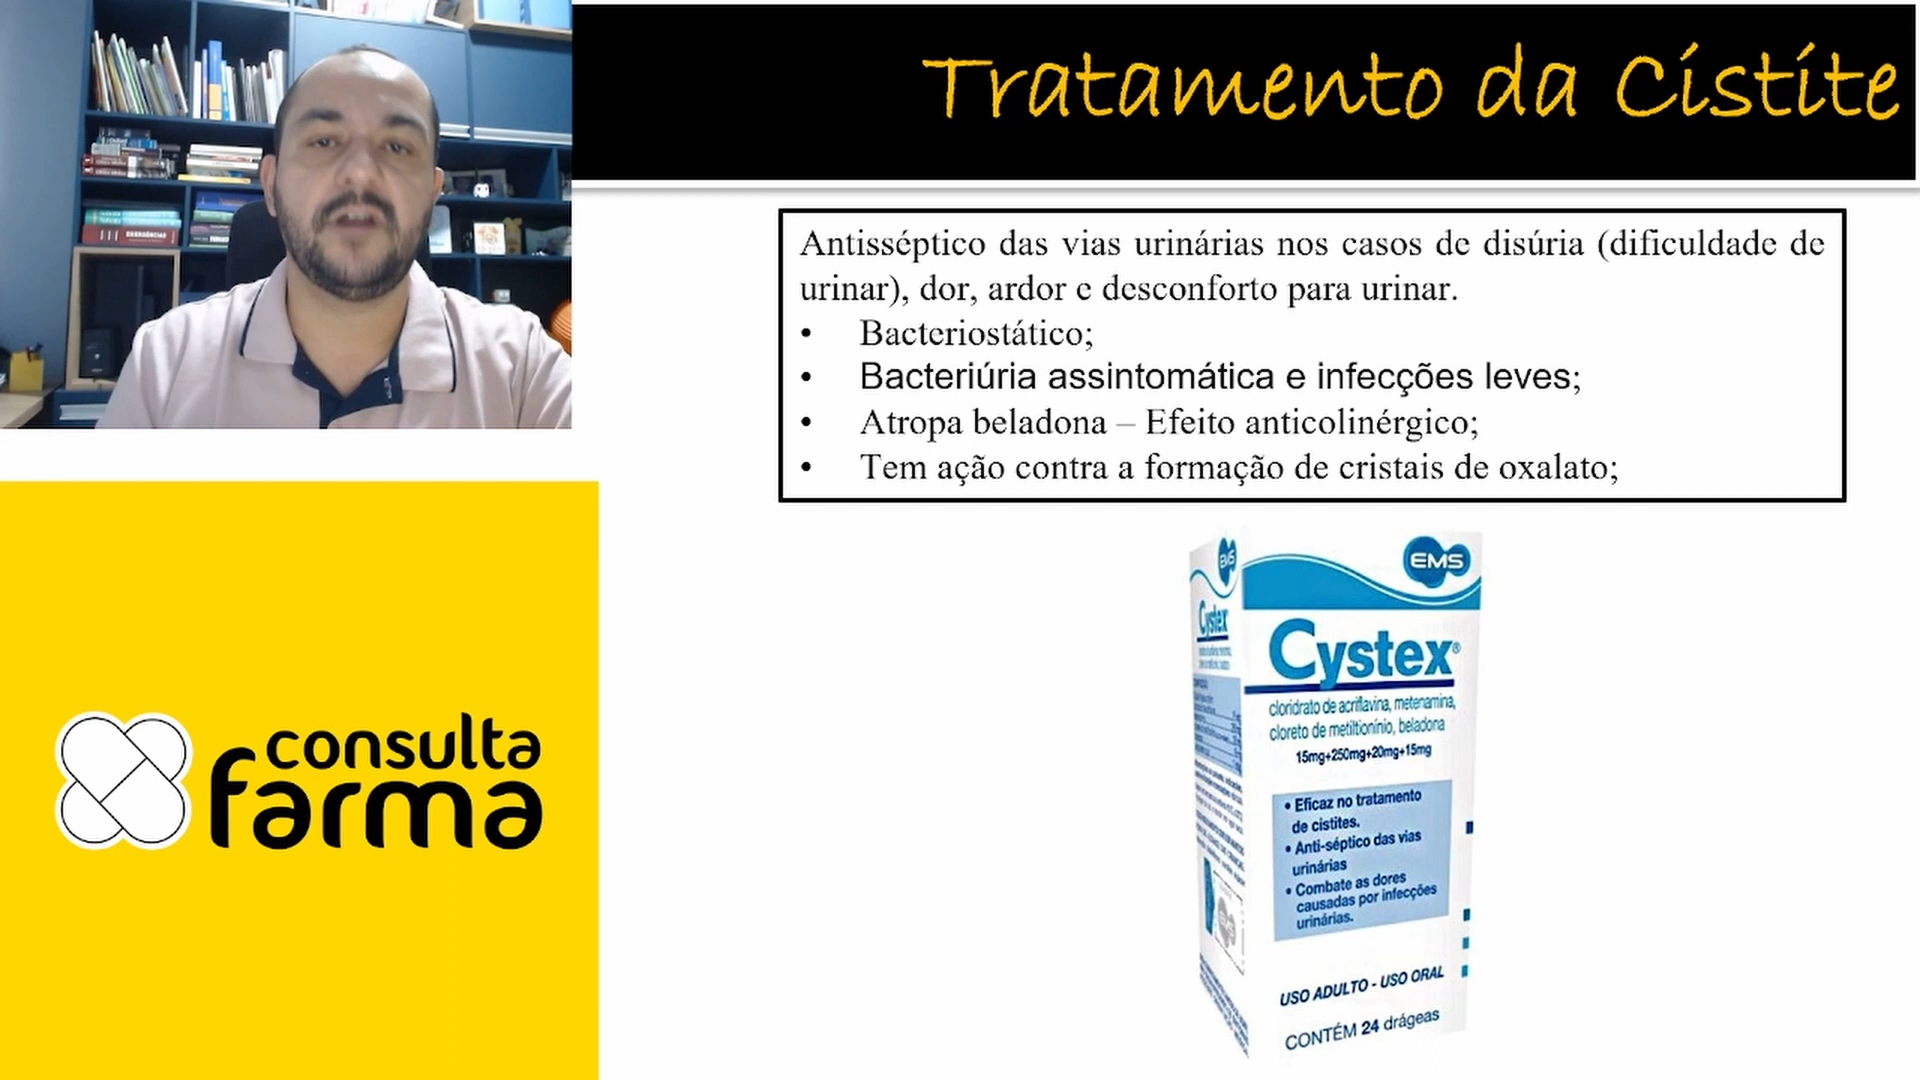 Tratamento da Cistite
Antisséptico das vias urinárias nos casos de disúria (dificuldade de
urinar), dor, ardor e desconforto para urinar.
• Bacteriostático;
• Bacteriúria assintomática e infecções leves;
• Atropa beladona – Efeito anticolinérgico;
• Tem ação contra a formação de cristais de oxalato;
EMS
Cystex
EMS
Cystex®
cloridrato de acriflavina, metenamina,
cloreto de metiltionínio, beladona
15mg+250mg+20mg+15mg
• Eficaz no tratamento
de cistites.
• Anti-séptico das vias
urinárias
• Combate as dores
causadas por infecções
urinárias.
USO ADULTO - USO ORAL
CONTÉM 24 drágeas
consulta
farma